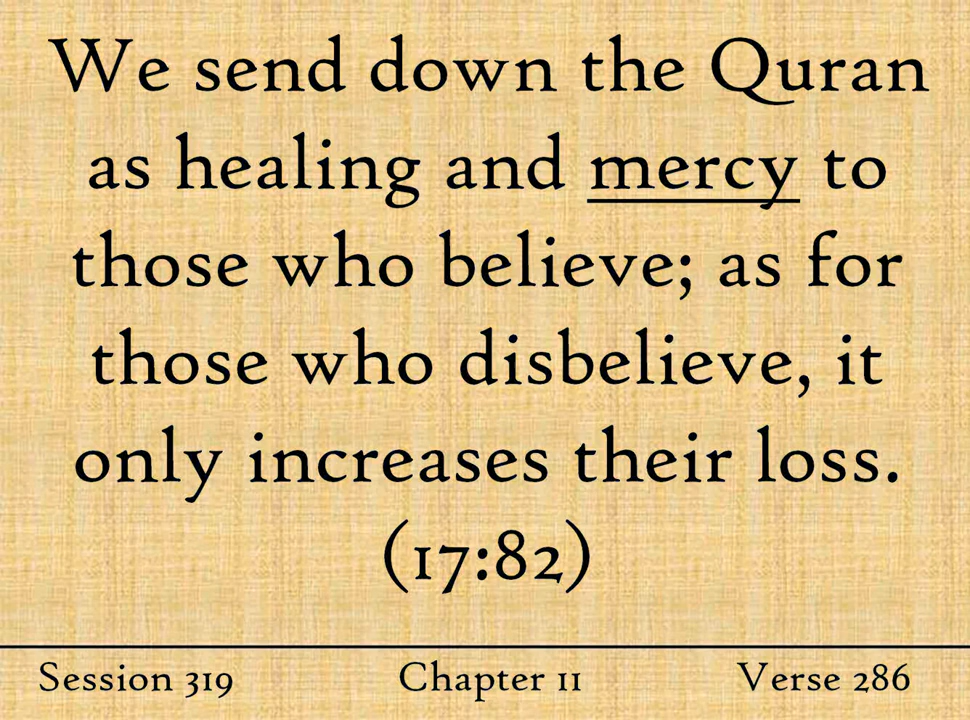 We send down the Quran
as healing and mercy to
those who believe; as for
those who disbelieve, it
only increases their loss.
(17:82)
Session 319 Chapter 11 Verse 286